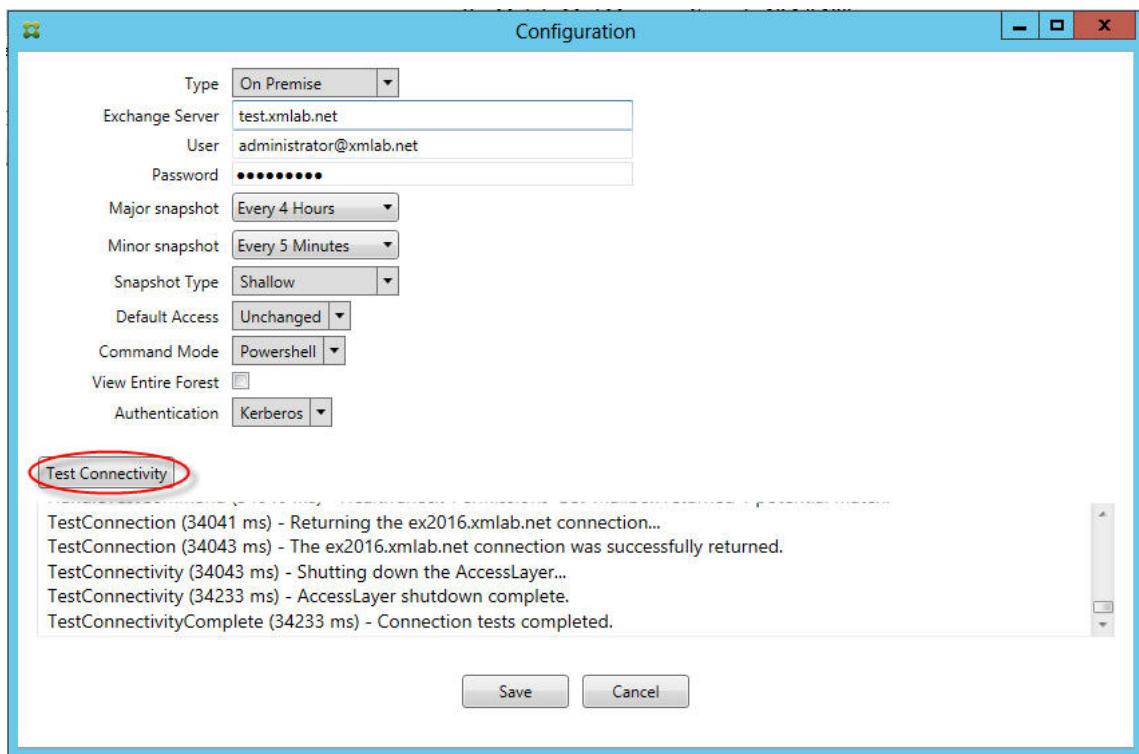 Configuration
Type On Premise
Exchange Server test.xmlab.net
User administrator@xmlab.net
Password •••••••••
Major snapshot Every 4 Hours
Minor snapshot Every 5 Minutes
Snapshot Type Shallow
Default Access Unchanged
Command Mode Powershell
View Entire Forest
Authentication Kerberos
Test Connectivity
TestConnection (34041 ms) - Returning the ex2016.xmlab.net connection...
TestConnection (34043 ms) - The ex2016.xmlab.net connection was successfully returned.
TestConnectivity (34043 ms) - Shutting down the AccessLayer...
TestConnectivity (34233 ms) - AccessLayer shutdown complete.
TestConnectivityComplete (34233 ms) - Connection tests completed.
Save Cancel